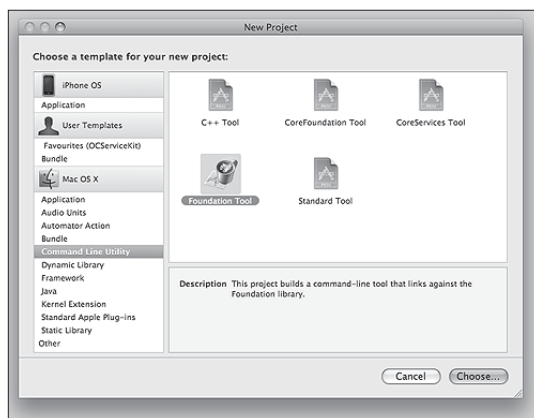 New Project
Choose a template for your new project:
iPhone OS
Application
User Templates
Favourites (OCServiceKit)
Bundle
Mac OS X
Application
Audio Units
Automator Action
Bundle
Command Line Utility
Dynamic Library
Framework
Java
Kernel Extension
Standard Apple Plug-ins
Static Library
Other
C++ Tool
CoreFoundation Tool
CoreServices Tool
Foundation Tool
Standard Tool
Description This project builds a command-line tool that links against the
Foundation library.
Cancel
Choose...